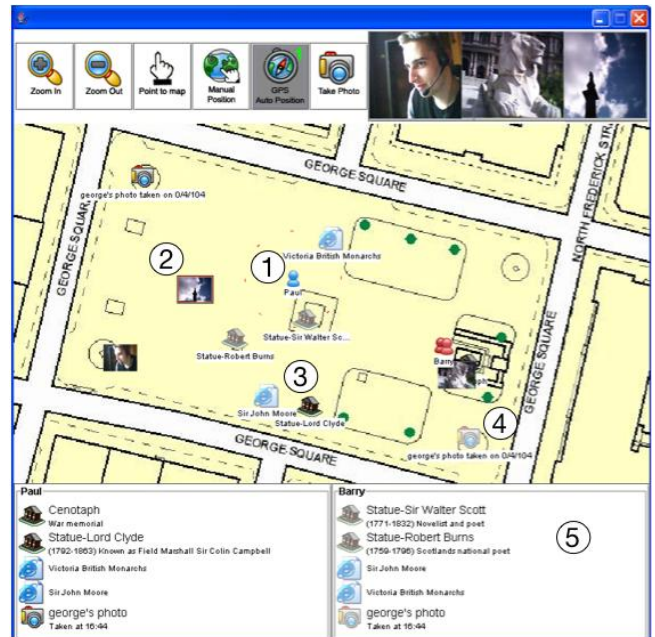 Zoom In
Zoom Out
Point to map
Manual
Position
1
GPS
Auto Position
Take Photo
GEORGE SQUARE
NORTH FREDERICK STR
george's photo taken on 0/4/104
GEORGE SQUARE
2
1
Victoria British Monarchs
Paul
Statue-Sir Walter Sc...
Statue-Robert Burns
Barry
ph
3
Sir John Moore
Statue-Lord Clyde
4
GEORGE SQUARE
george's photo taken on 0/4/104
GEORGE SQUARE
Paul
Cenotaph
War memorial
Statue-Lord Clyde
(1792-1863) Known as Field Marshall Sir Colin Campbell
Victoria British Monarchs
Sir John Moore
george's photo
Taken at 16:44
Barry
Statue-Sir Walter Scott
(1771-1832) Novelist and poet
Statue-Robert Burns
(1759-1796) Scotlands national poet
5
Sir John Moore
Victoria British Monarchs
george's photo
Taken at 16:44